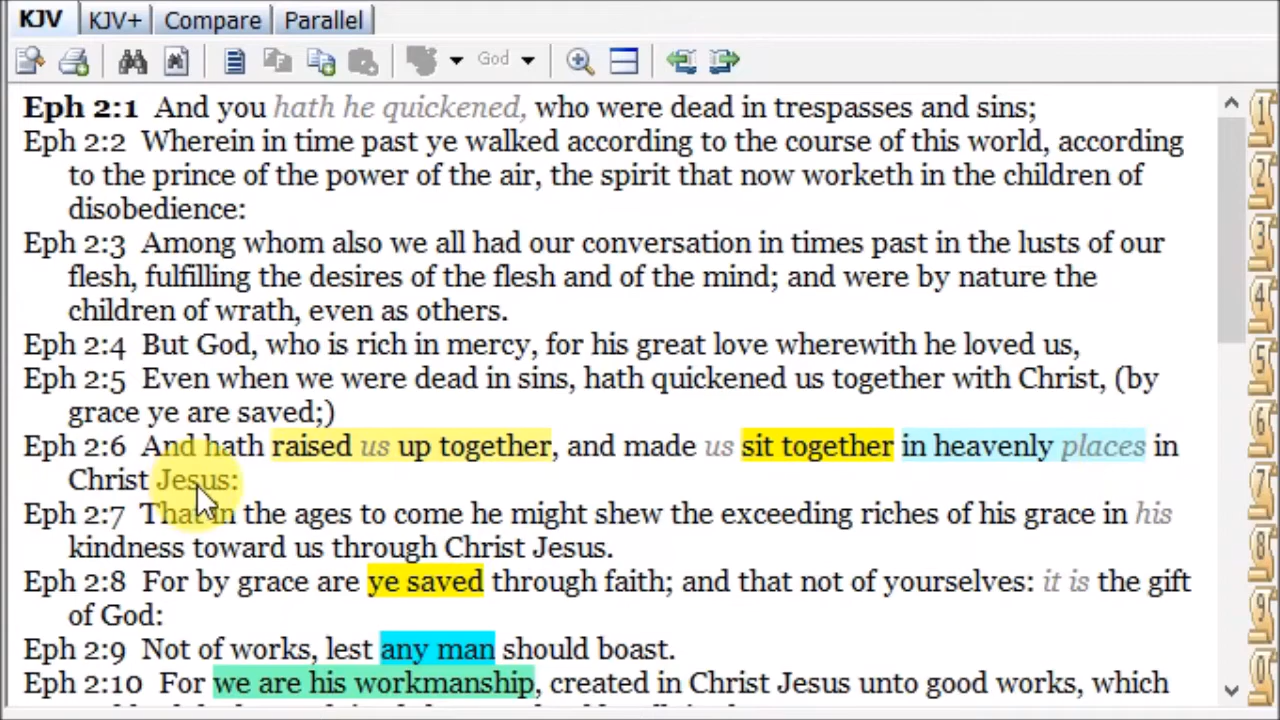 KJV KJV+ Compare Parallel
God
Eph 2:1 And you hath he quickened, who were dead in trespasses and sins;
Eph 2:2 Wherein in time past ye walked according to the course of this world, according
to the prince of the power of the air, the spirit that now worketh in the children of
disobedience:
Eph 2:3 Among whom also we all had our conversation in times past in the lusts of our
flesh, fulfilling the desires of the flesh and of the mind; and were by nature the
children of wrath, even as others.
Eph 2:4 But God, who is rich in mercy, for his great love wherewith he loved us,
Eph 2:5 Even when we were dead in sins, hath quickened us together with Christ, (by
grace ye are saved;)
Eph 2:6 And hath raised us up together, and made us sit together in heavenly places in
Christ Jesus:
Eph 2:7 That in the ages to come he might shew the exceeding riches of his grace in his
kindness toward us through Christ Jesus.
Eph 2:8 For by grace are ye saved through faith; and that not of yourselves: it is the gift
of God:
Eph 2:9 Not of works, lest any man should boast.
Eph 2:10 For we are his workmanship, created in Christ Jesus unto good works, which
1
2
3
4
5
6
7
8
9
0